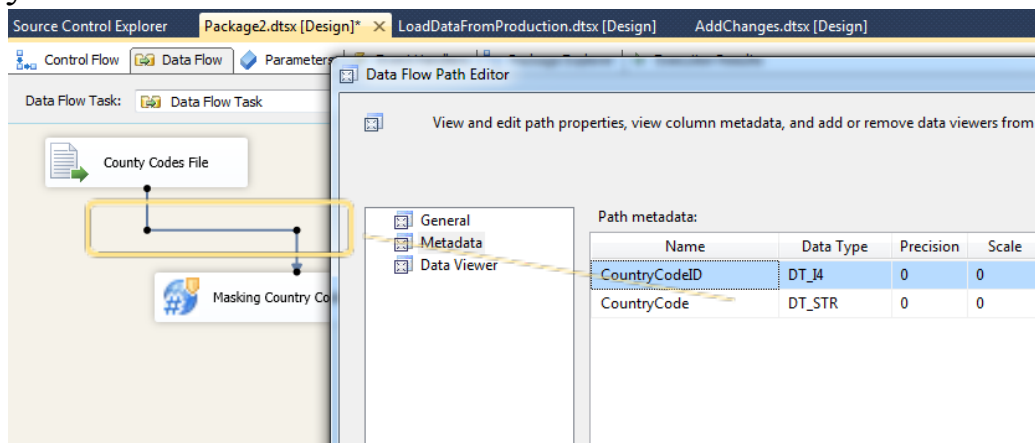 y
Source Control Explorer Package2.dtsx [Design]* LoadDataFromProduction.dtsx [Design] AddChanges.dtsx [Design]
Control Flow Data Flow Parameters
Data Flow Path Editor
Data Flow Task: Data Flow Task
View and edit path properties, view column metadata, and add or remove data viewers from
County Codes File
General
Path metadata:
Metadata
Name Data Type Precision Scale
Data Viewer
CountryCodeID DT_I4 0 0
Masking Country Co
CountryCode DT_STR 0 0